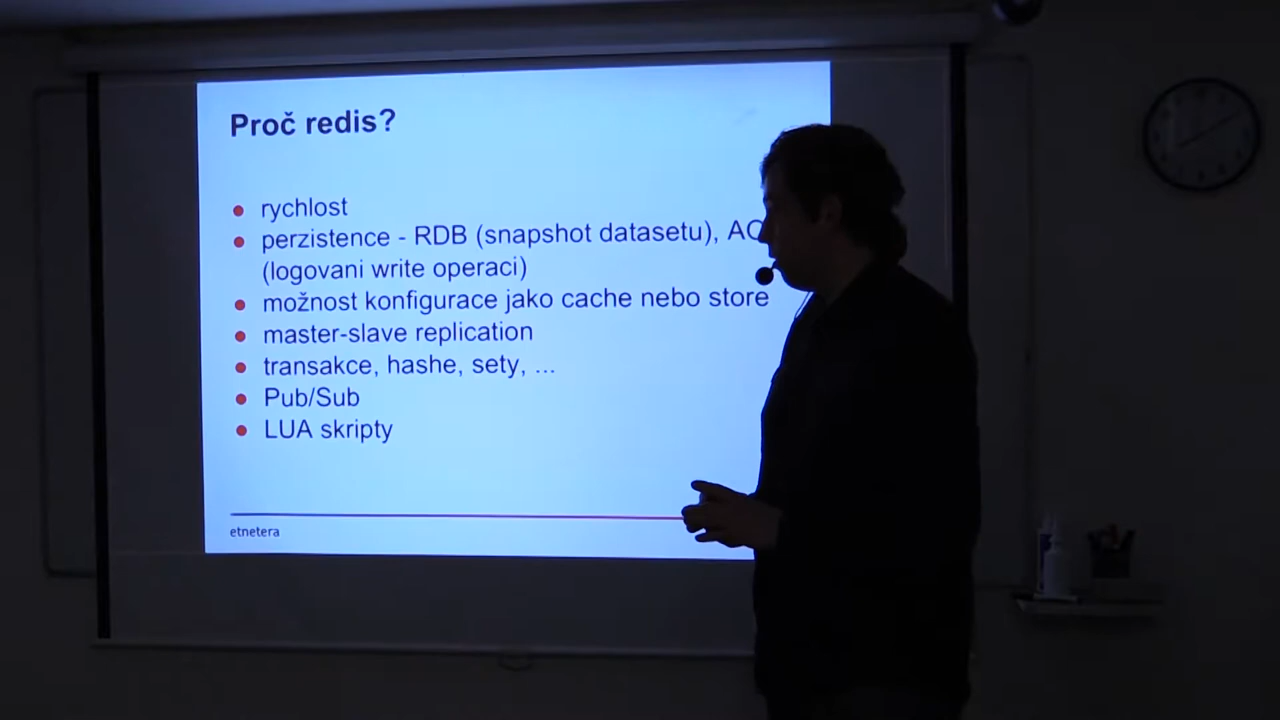 Proč redis?
rychlost
perzistence - RDB (snapshot datasetu),
(logovani write operaci)
možnost konfigurace jako cache nebo store
master-slave replication
transakce, hashe, sety, ...
Pub/Sub
LUA skripty
etnetera